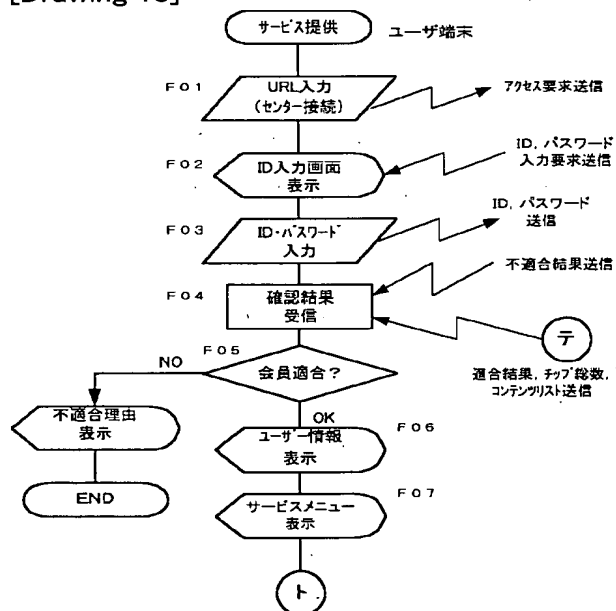 サービス提供
ユーザ端末
F01
URL入力
(センター接続)
アクセス要求送信
F02
ID入力画面
表示
ID, パスワード
入力要求送信
F03
ID・パスワード
入力
ID, パスワード
送信
不適合結果送信
F04
確認結果
受信
テ
適合結果, チップ総数,
コンテンツリスト送信
F05
NO
会員適合?
不適合理由
表示
OK
F06
ユーザー情報
表示
END
F07
サービスメニュー
表示
ト